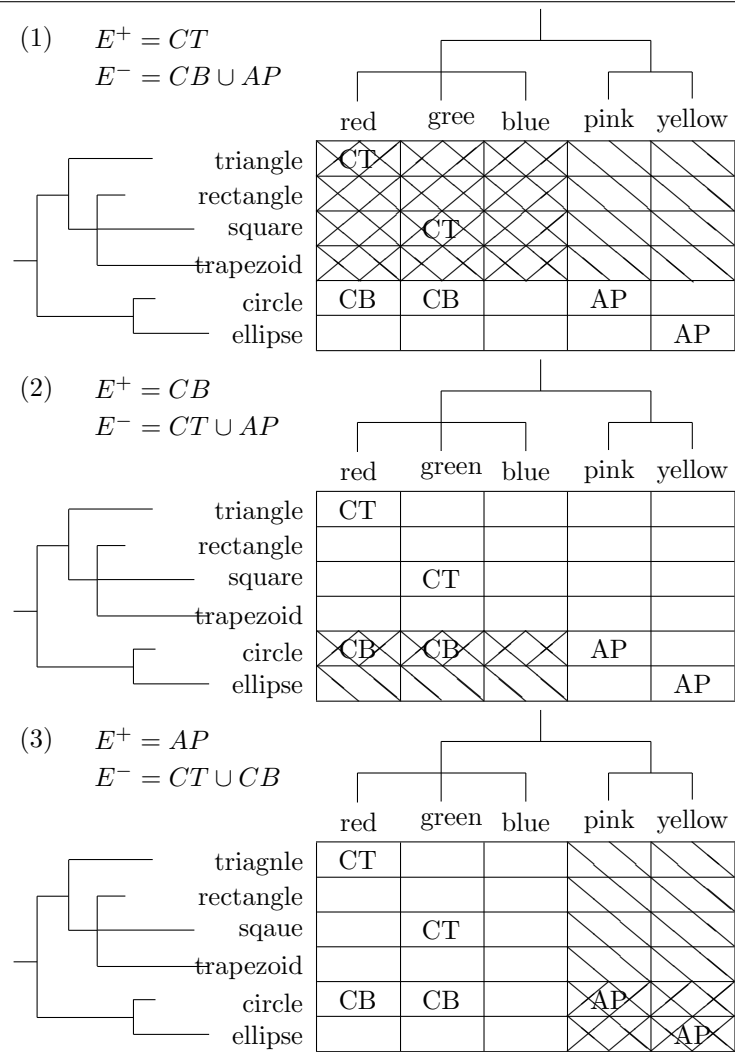 (1) E⁺ = CT
E⁻ = CB ∪ AP
red gree blue pink yellow
triangle CT
rectangle
square CT
trapezoid
circle CB CB AP
ellipse AP
(2) E⁺ = CB
E⁻ = CT ∪ AP
red green blue pink yellow
triangle CT
rectangle
square CT
trapezoid
circle CB CB AP
ellipse AP
(3) E⁺ = AP
E⁻ = CT ∪ CB
red green blue pink yellow
triagnle CT
rectangle
sqaue CT
trapezoid
circle CB CB AP
ellipse AP